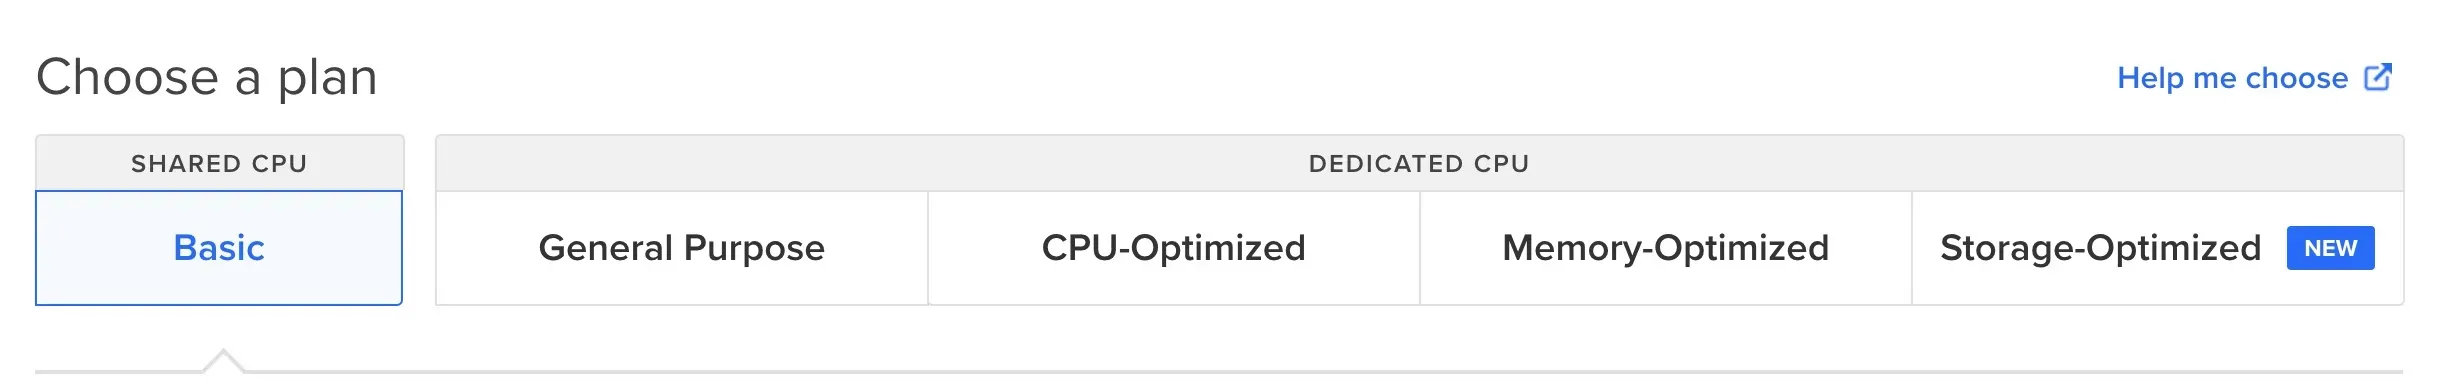 Choose a plan
Help me choose
SHARED CPU
DEDICATED CPU
Basic
General Purpose
CPU-Optimized
Memory-Optimized
Storage-Optimized NEW